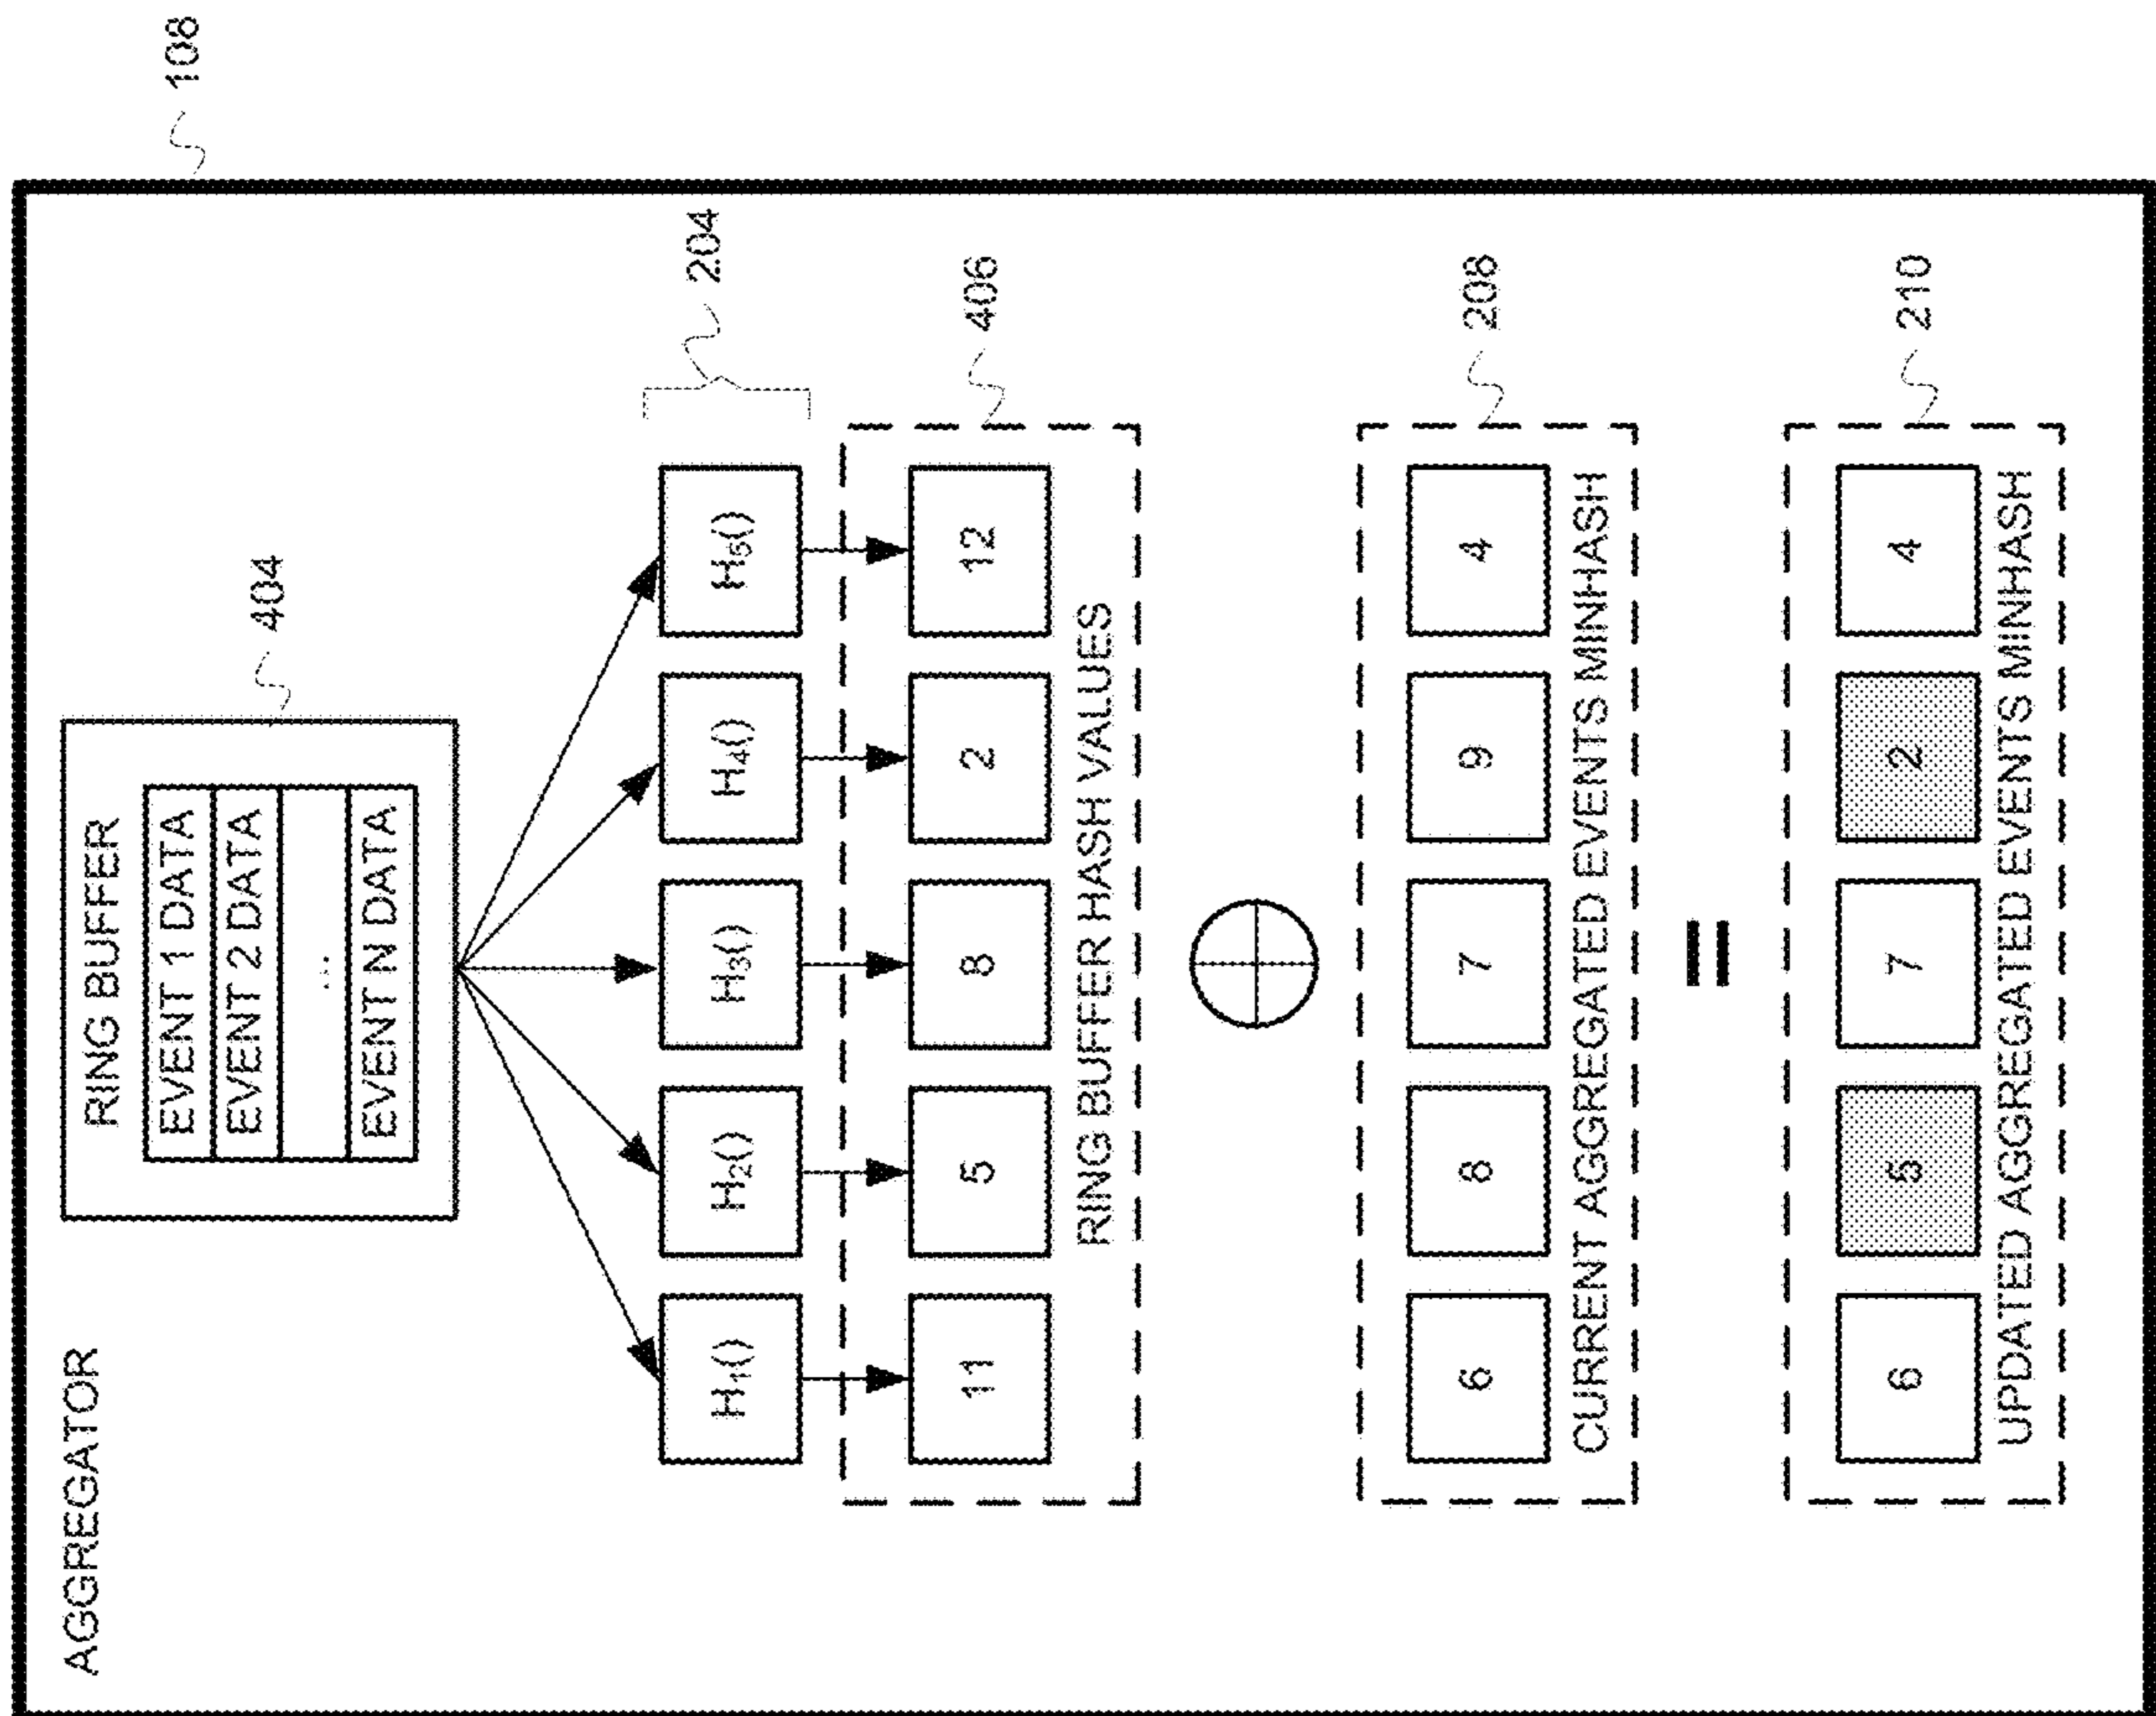 108
AGGREGATOR
RING BUFFER
404
EVENT 1 DATA
EVENT 2 DATA
...
EVENT N DATA
204
H₁() H₂() H₃() H₄() H₅()
406
11 5 8 2 12
RING BUFFER HASH VALUES
208
6 8 7 9 4
CURRENT AGGREGATED EVENTS MINHASH
=
210
6 5 7 2 4
UPDATED AGGREGATED EVENTS MINHASH